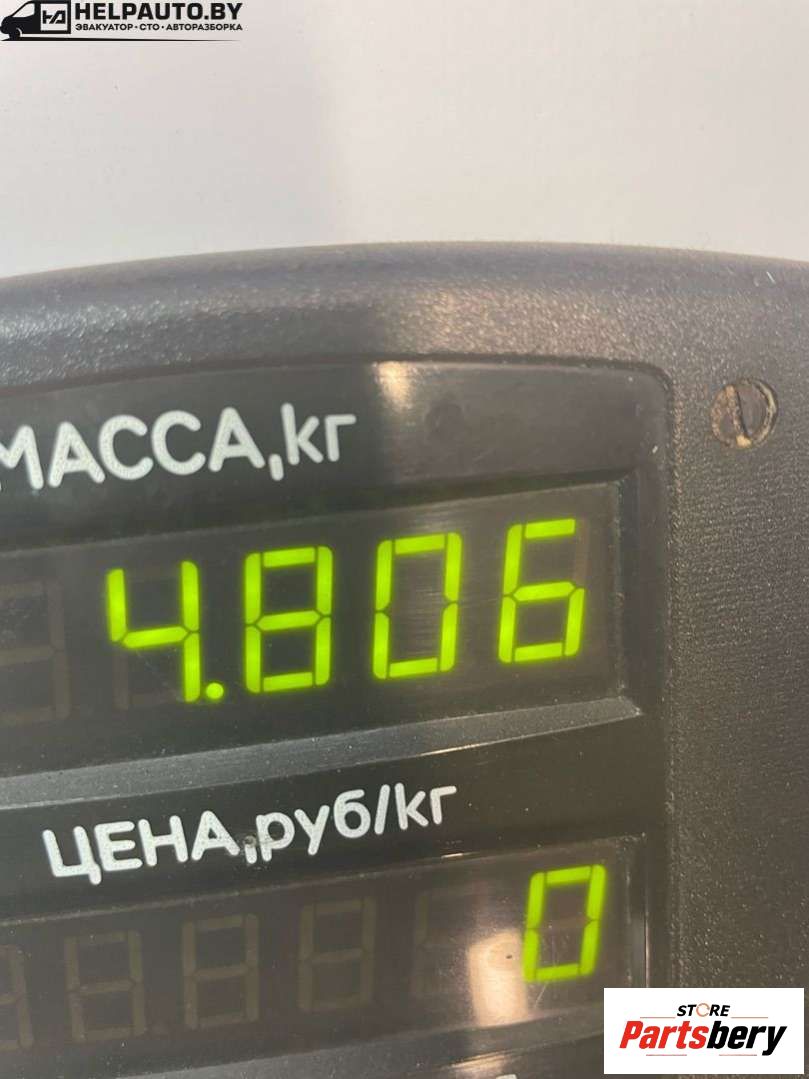 HELPAUTO.BY
ЭВАКУАТОР•СТО•АВТОРАЗБОРКА
МАССА,кг
4.806
ЦЕНА,руб/кг
0
STORE
Partsbery